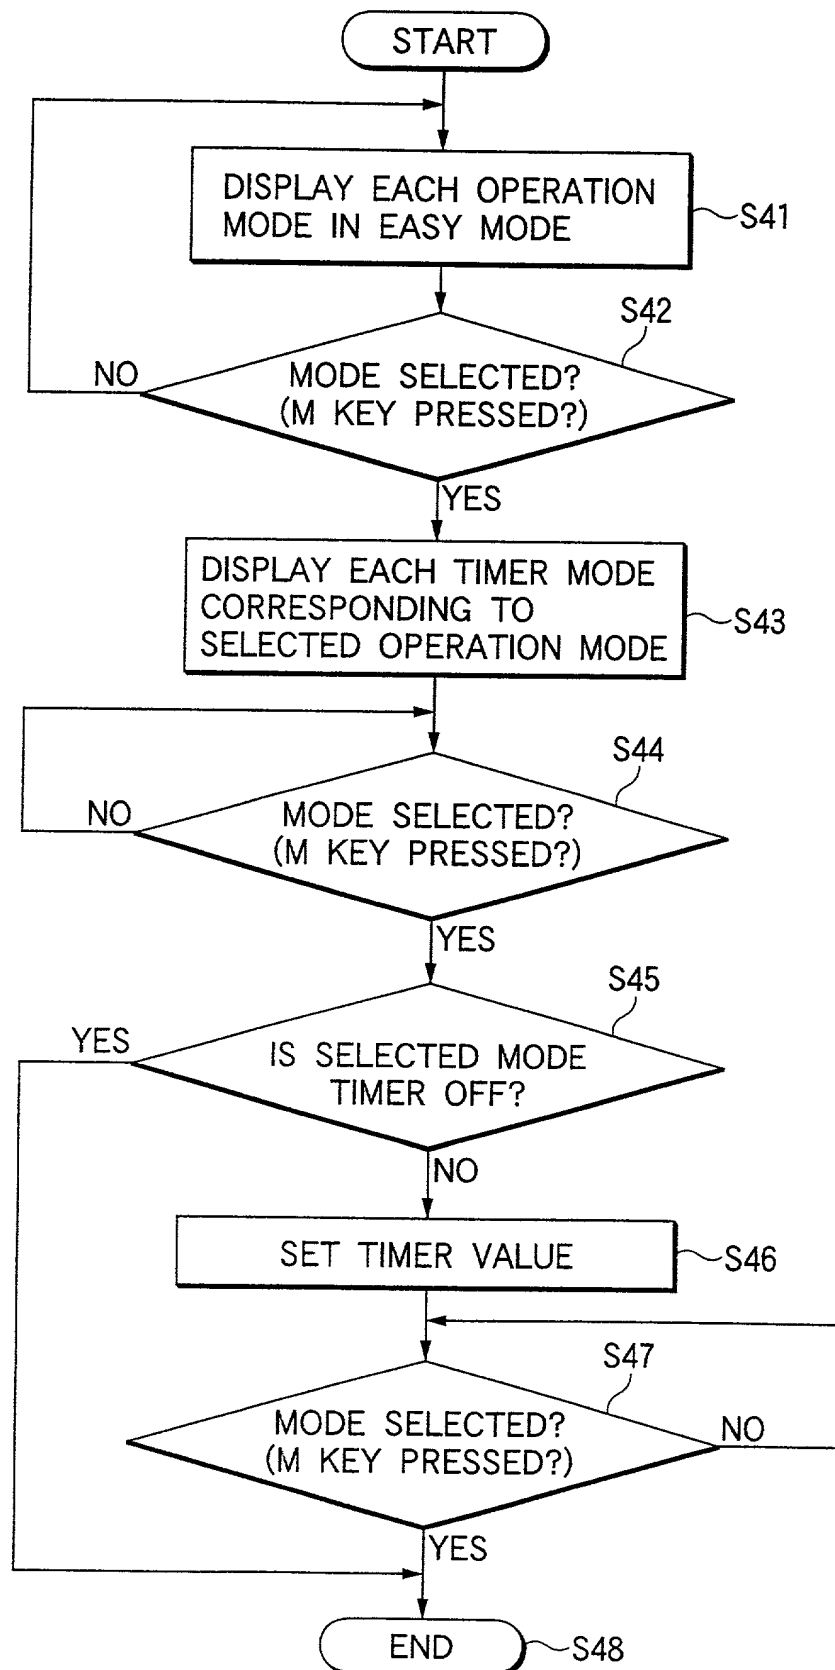 START
DISPLAY EACH OPERATION
MODE IN EASY MODE
S41
S42
NO
MODE SELECTED?
(M KEY PRESSED?)
YES
DISPLAY EACH TIMER MODE
CORRESPONDING TO
SELECTED OPERATION MODE
S43
S44
NO
MODE SELECTED?
(M KEY PRESSED?)
YES
S45
YES
IS SELECTED MODE
TIMER OFF?
NO
SET TIMER VALUE
S46
S47
MODE SELECTED?
(M KEY PRESSED?)
NO
YES
END
S48